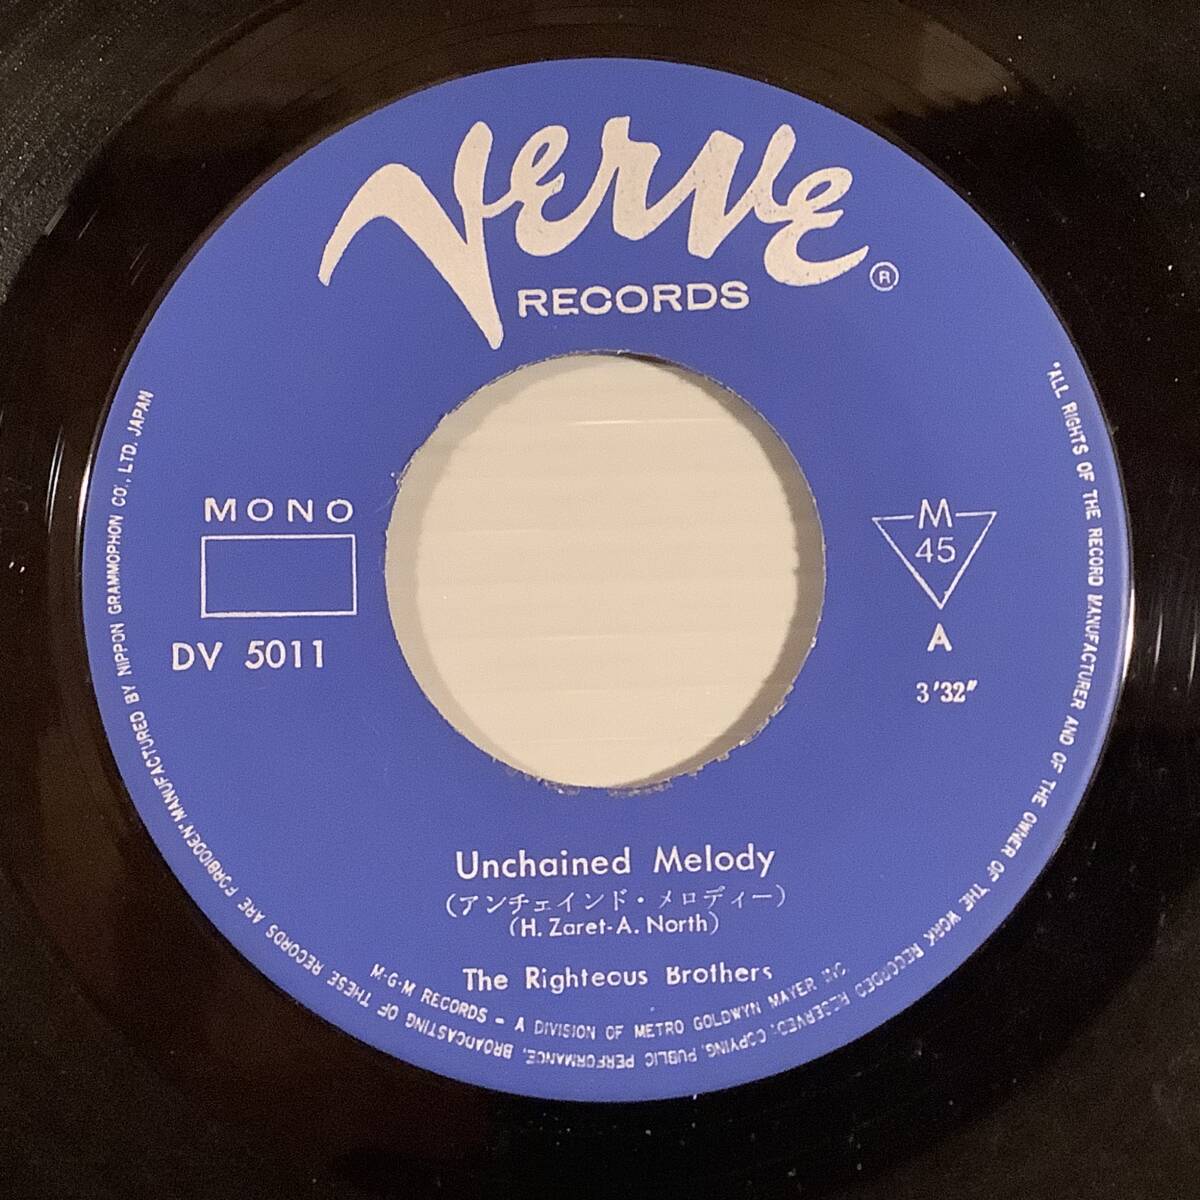 Verve
RECORDS ®
MONO
DV 5011
M
45
A
3'32"
Unchained Melody
(アンチェインド・メロディー)
(H. Zaret-A. North)
The Righteous Brothers
M-G-M RECORDS - A DIVISION OF METRO GOLDWYN MAYER INC.
"ALL RIGHTS OF THE RECORD MANUFACTURER AND OF THE OWNER OF THE WORK RECORDED RESERVED; COPYING, PUBLIC PERFORMANCE, BROADCASTING OF THESE RECORDS ARE FORBIDDEN" MANUFACTURED BY NIPPON GRAMMOPHON CO., LTD. JAPAN